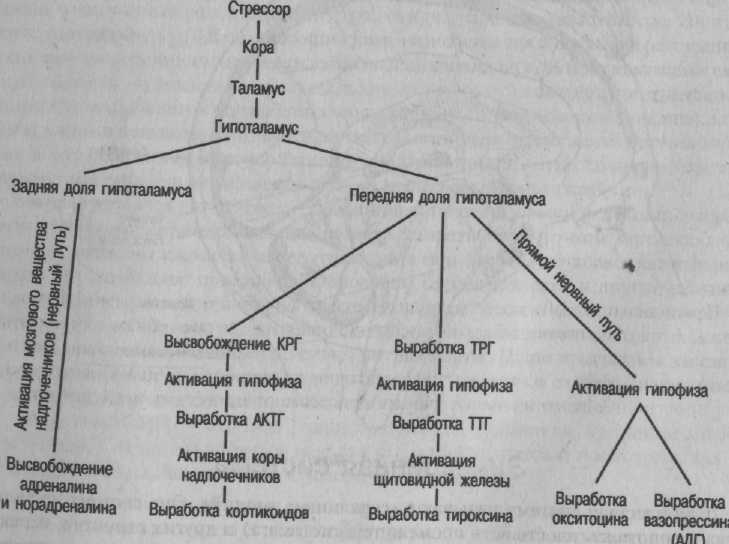 Стрессор
Кора
Таламус
Гипоталамус
Задняя доля гипоталамуса
Передняя доля гипоталамуса
Активация мозгового вещества
надпочечников (нервный путь)
Прямой нервный путь
Высвобождение
адреналина
и норадреналина
Высвобождение КРГ
Активация гипофиза
Выработка АКТГ
Активация коры
надпочечников
Выработка кортикоидов
Выработка ТРГ
Активация гипофиза
Выработка ТТГ
Активация
щитовидной железы
Выработка тироксина
Активация гипофиза
Выработка
окситоцина
Выработка
вазопрессина
(АДГ)